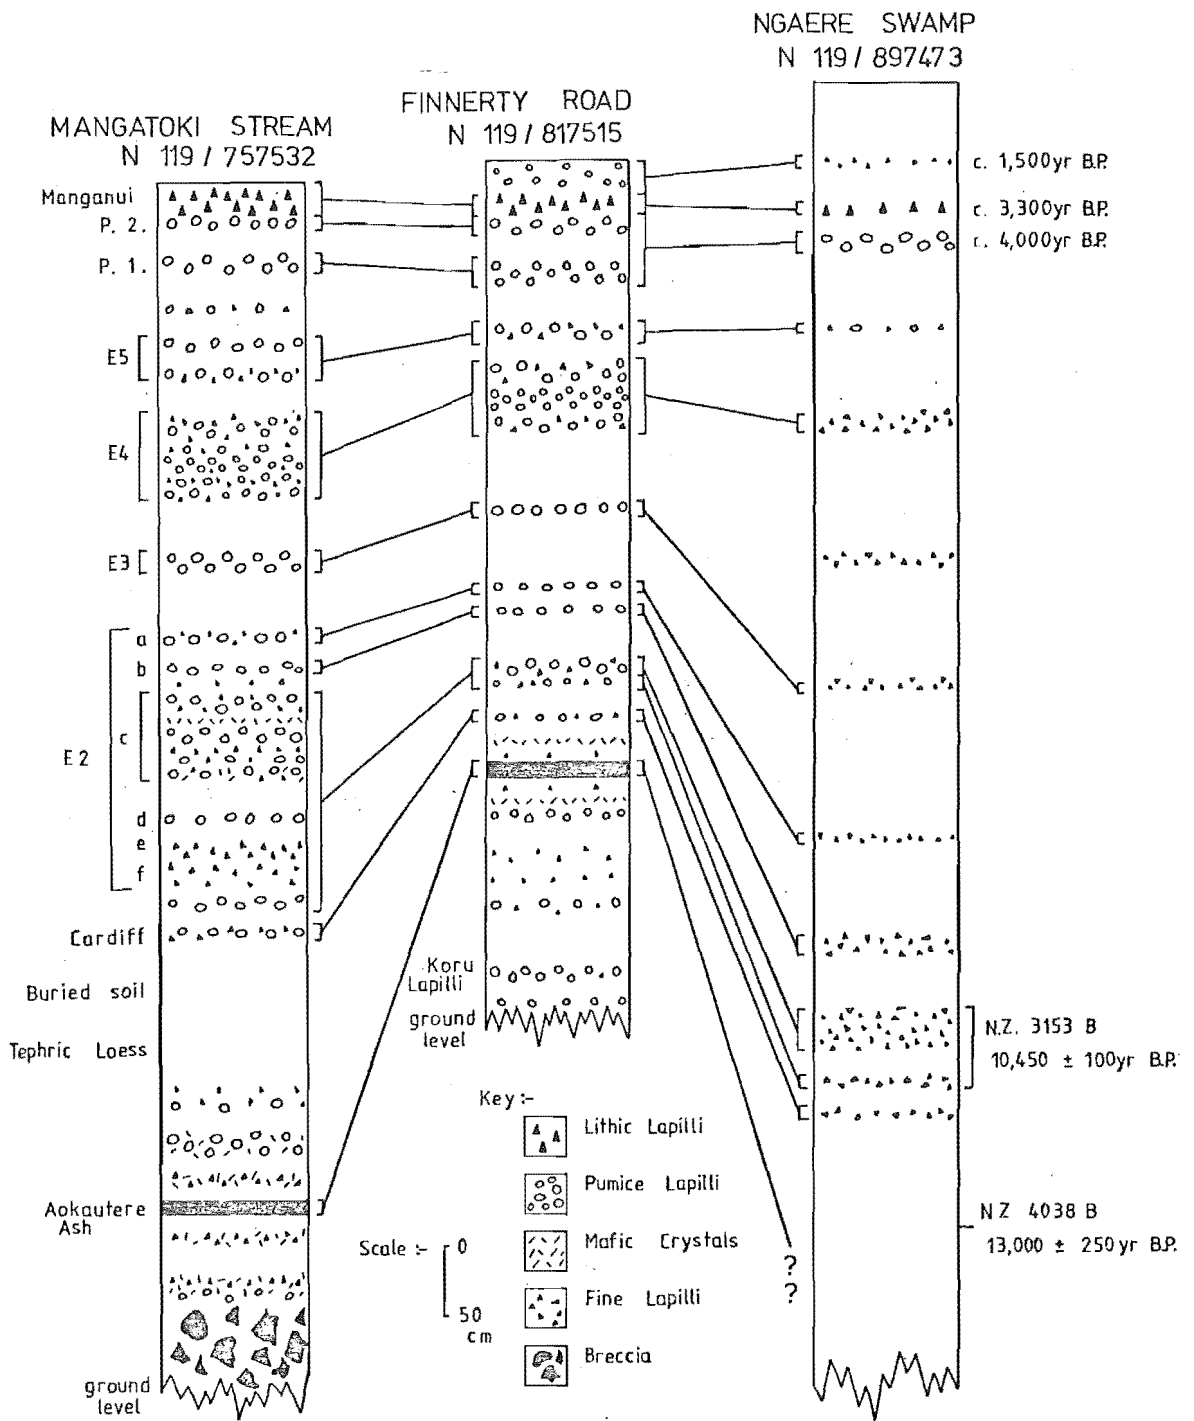 NGAERE SWAMP
N 119 / 897473
FINNERTY ROAD
N 119 / 817515
MANGATOKI STREAM
N 119 / 757532
Manganui
P. 2.
P. 1.
E5
E4
E3
a
b
c
E 2
d
e
f
Cardiff
Buried soil
Tephric Loess
Aokautere
Ash
ground
level
Koru
Lapilli
ground
level
c. 1,500yr B.P.
c. 3,300yr B.P.
c. 4,000yr B.P.
N.Z. 3153 B
10,450 ± 100yr B.P.
N Z 4038 B
13,000 ± 250yr B.P.
?
?
Key :-
Lithic Lapilli
Pumice Lapilli
Mafic Crystals
Fine Lapilli
Breccia
Scale :-
0
50
cm